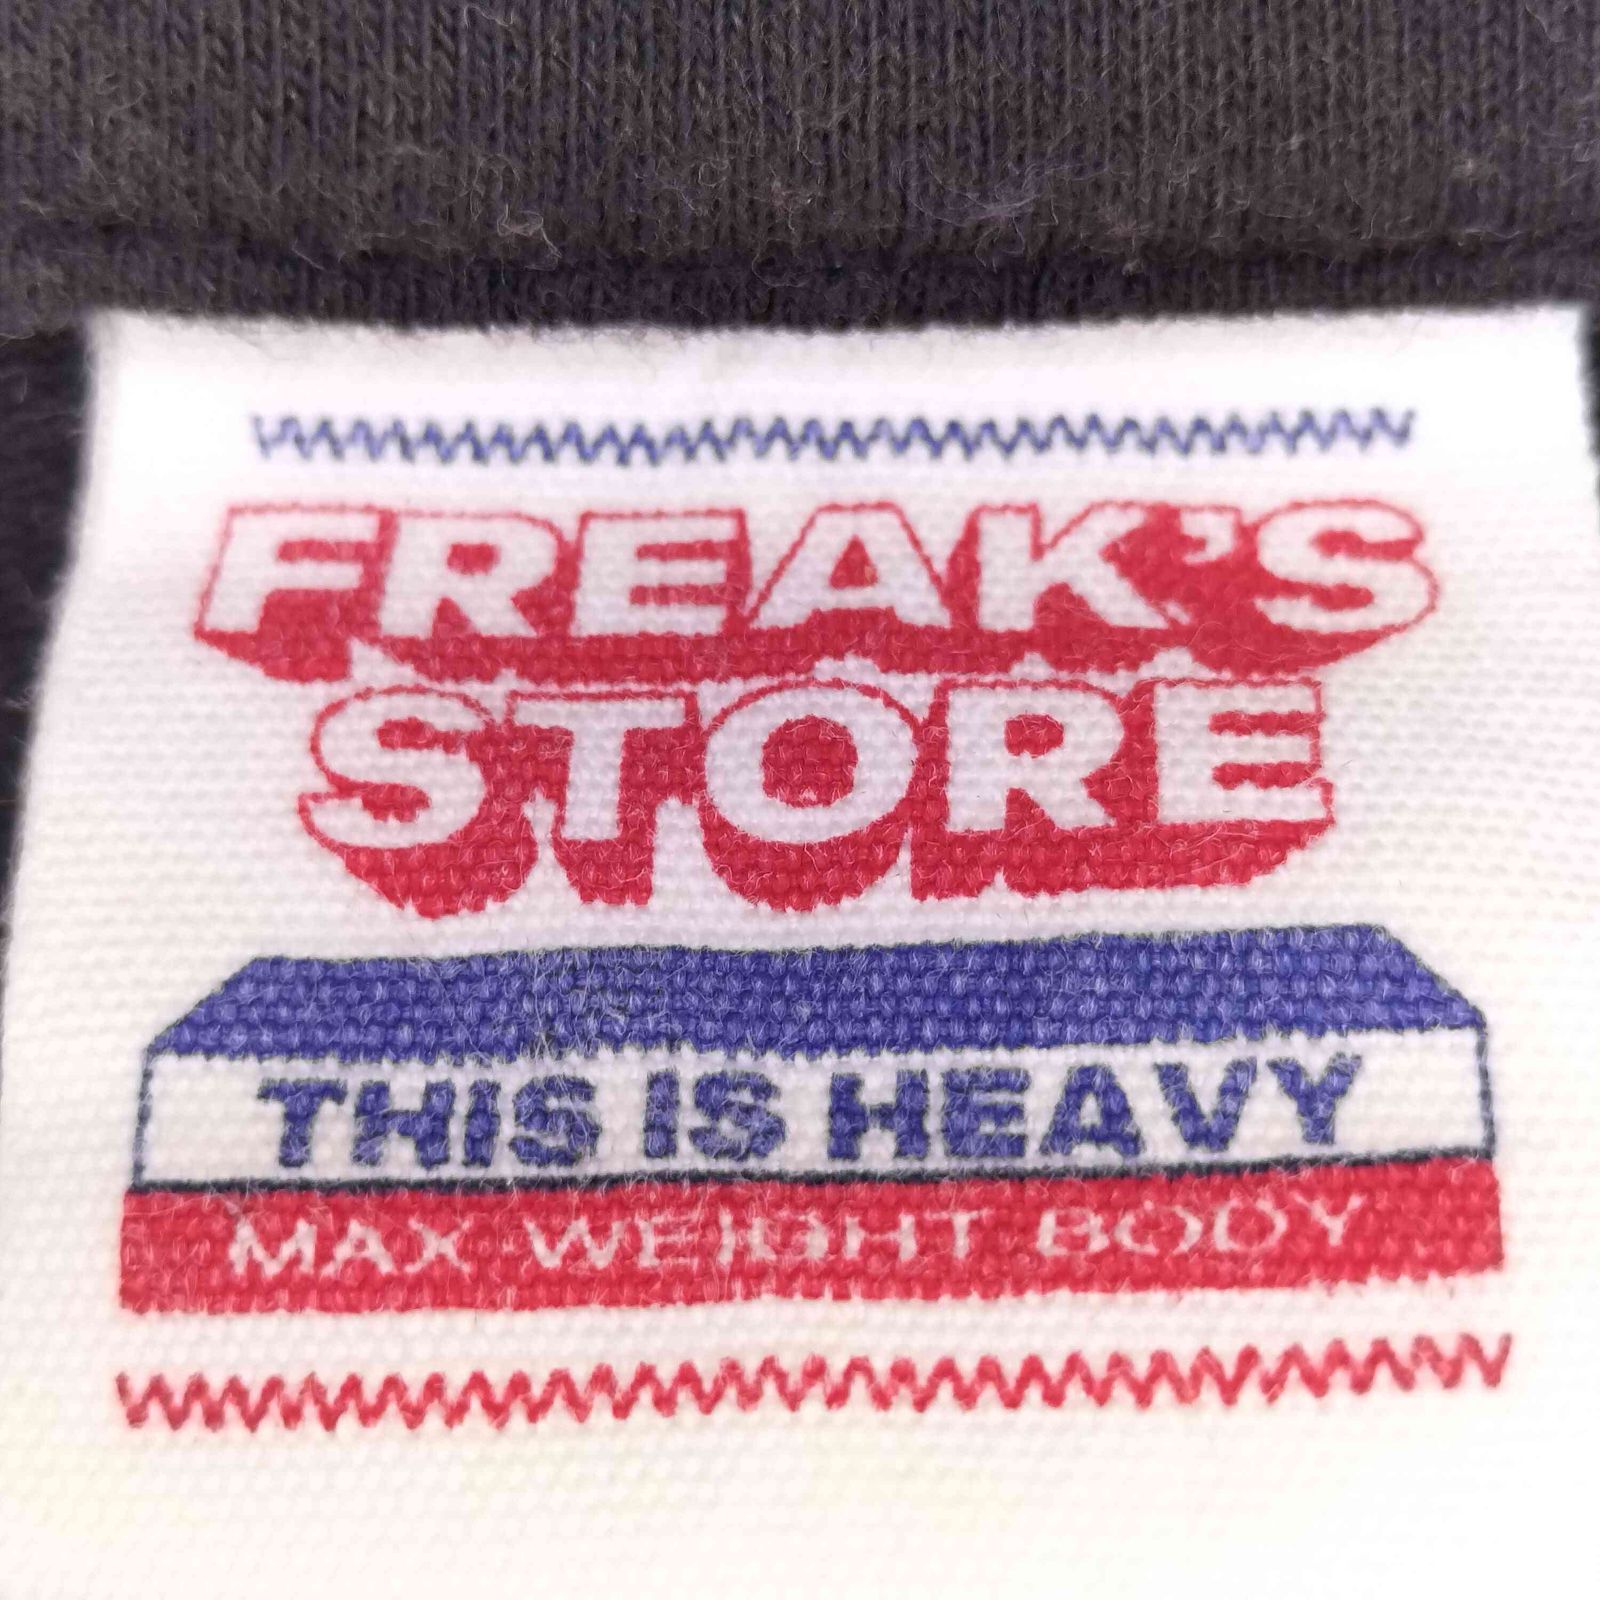 FREAK'S
STORE
THIS IS HEAVY
MAX WEIGHT BODY